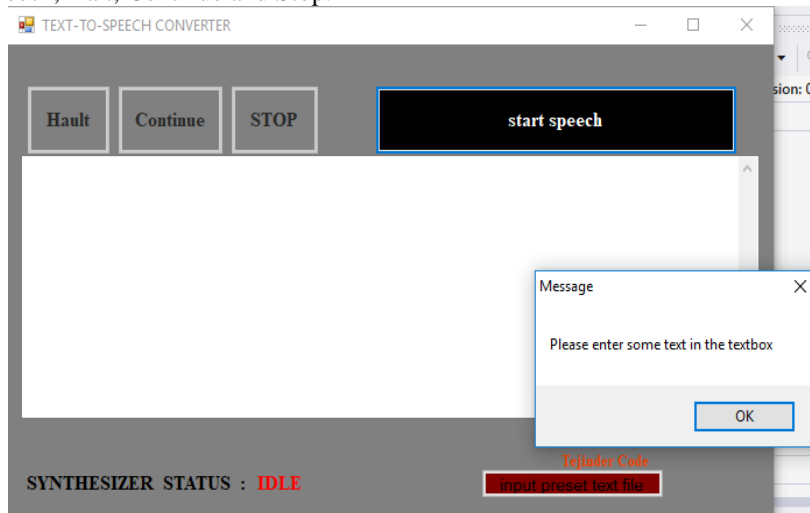 TEXT-TO-SPEECH CONVERTER
Hault Continue STOP start speech
Message
Please enter some text in the textbox
OK
Tejinder Code
SYNTHESIZER STATUS : IDLE
input preset text file